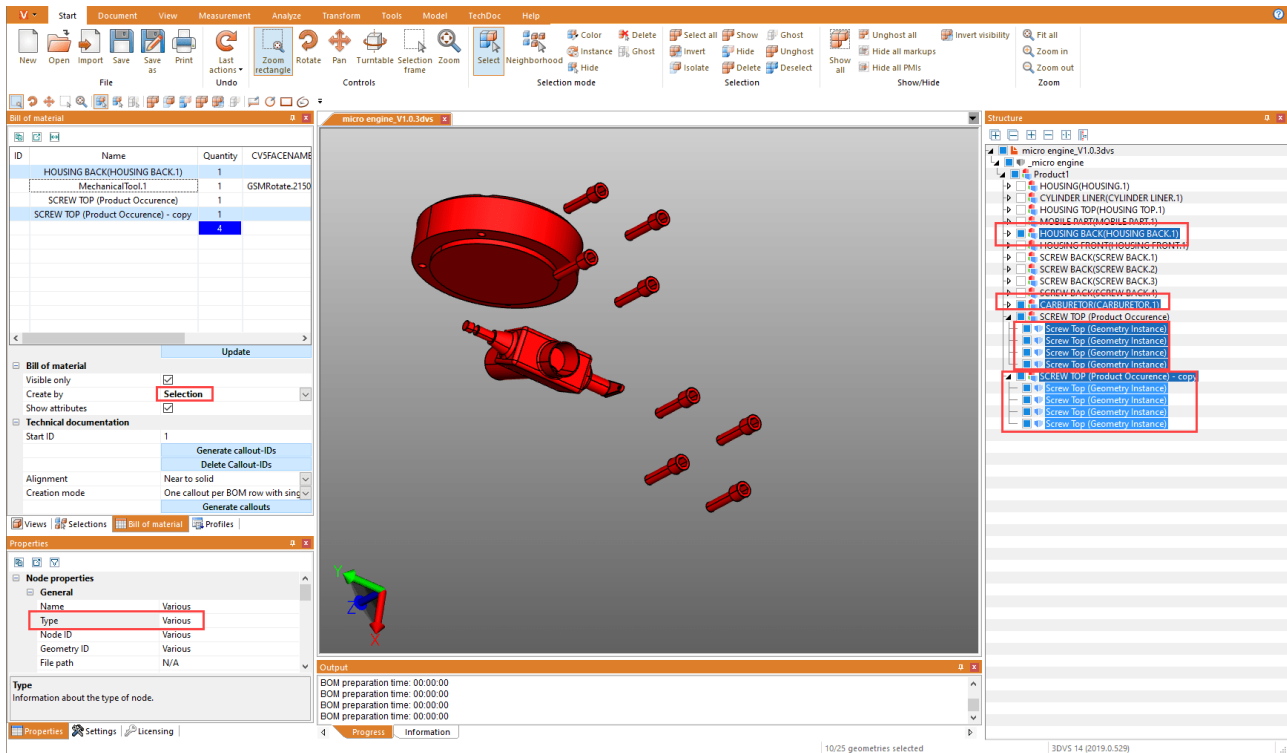 V Start Document View Measurement Analyze Transform Tools Model TechDoc Help
New Open Import Save Save as Print
File
Last actions
Undo
Zoom rectangle Rotate Pan Turntable Selection frame Zoom
Controls
Select Neighborhood
Color Delete
Instance Ghost
Hide
Selection mode
Select all Show Ghost
Invert Hide Unghost
Isolate Delete Deselect
Selection
Show all
Unghost all Invert visibility
Hide all markups
Hide all PMIs
Show/Hide
Fit all
Zoom in
Zoom out
Zoom
Bill of material
ID Name Quantity CV5FACENAME
HOUSING BACK(HOUSING BACK.1) 1
MechanicalTool.1 1 GSMRotate.2150
SCREW TOP (Product Occurence) 1
SCREW TOP (Product Occurence) - copy 1
4
Update
Bill of material
Visible only
Create by Selection
Show attributes
Technical documentation
Start ID 1
Generate callout-IDs
Delete Callout-IDs
Alignment Near to solid
Creation mode One callout per BOM row with sing
Generate callouts
Views Selections Bill of material Profiles
Properties
Node properties
General
Name Various
Type Various
Node ID Various
Geometry ID Various
File path N/A
Type
Information about the type of node.
Properties Settings Licensing
micro engine_V1.0.3dvs
Y
Z
X
Output
BOM preparation time: 00:00:00
BOM preparation time: 00:00:00
BOM preparation time: 00:00:00
BOM preparation time: 00:00:00
Progress Information
Structure
micro engine_V1.0.3dvs
_micro engine
Product1
HOUSING(HOUSING.1)
CYLINDER LINER(CYLINDER LINER.1)
HOUSING TOP(HOUSING TOP.1)
MOBILE PART(MOBILE PART.1)
HOUSING BACK(HOUSING BACK.1)
HOUSING FRONT(HOUSING FRONT.1)
SCREW BACK(SCREW BACK.1)
SCREW BACK(SCREW BACK.2)
SCREW BACK(SCREW BACK.3)
SCREW BACK(SCREW BACK.4)
CARBURETOR(CARBURETOR.1)
SCREW TOP (Product Occurence)
Screw Top (Geometry Instance)
Screw Top (Geometry Instance)
Screw Top (Geometry Instance)
Screw Top (Geometry Instance)
SCREW TOP (Product Occurence) - copy
Screw Top (Geometry Instance)
Screw Top (Geometry Instance)
Screw Top (Geometry Instance)
Screw Top (Geometry Instance)
10/25 geometries selected 3DVS 14 (2019.0.529)